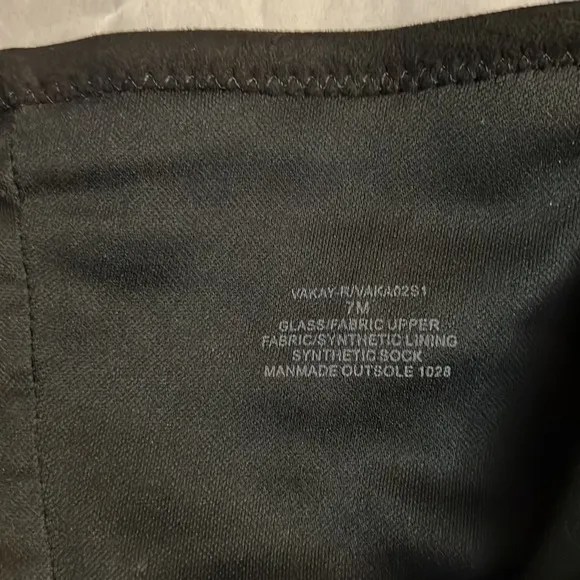 VAKAY-R/VAKA02S1
7M
GLASS/FABRIC UPPER
FABRIC/SYNTHETIC LINING
SYNTHETIC SOCK
MANMADE OUTSOLE 1028